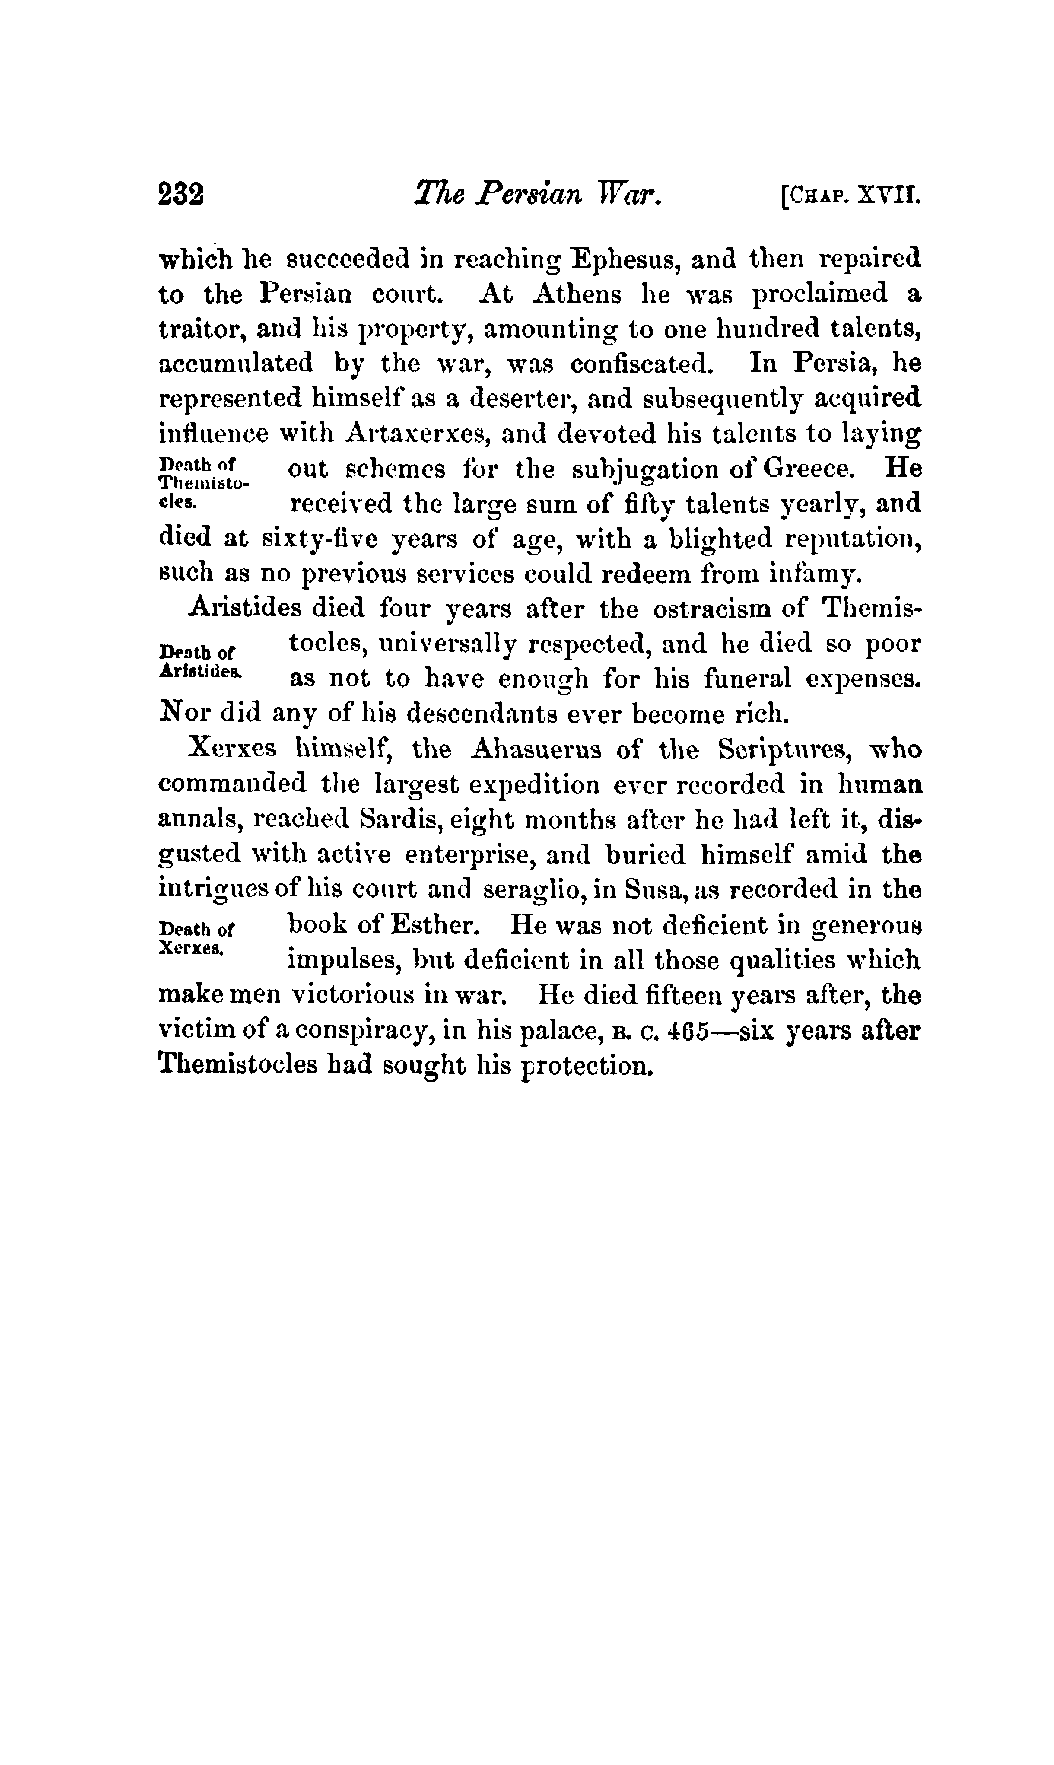 232 The Persian War. [CHAP. XVII.
which he succeeded in reaching Ephesus, and then repaired
to the Persian court. At Athens he was proclaimed a
traitor, and his property, amounting to one hundred talents,
accumulated by the war, was confiscated. In Persia, he
represented himself as a deserter, and subsequently acquired
influence with Artaxerxes, and devoted his talents to laying
Death of
Themisto-
cles.
out schemes for the subjugation of Greece. He
received the large sum of fifty talents yearly, and
died at sixty-five years of age, with a blighted reputation,
such as no previous services could redeem from infamy.
Aristides died four years after the ostracism of Themis-
Death of
Aristides.
tocles, universally respected, and he died so poor
as not to have enough for his funeral expenses.
Nor did any of his descendants ever become rich.
Xerxes himself, the Ahasuerus of the Scriptures, who
commanded the largest expedition ever recorded in human
annals, reached Sardis, eight months after he had left it, dis-
gusted with active enterprise, and buried himself amid the
intrigues of his court and seraglio, in Susa, as recorded in the
Death of
Xerxes.
book of Esther. He was not deficient in generous
impulses, but deficient in all those qualities which
make men victorious in war. He died fifteen years after, the
victim of a conspiracy, in his palace, B. C. 465—six years after
Themistocles had sought his protection.